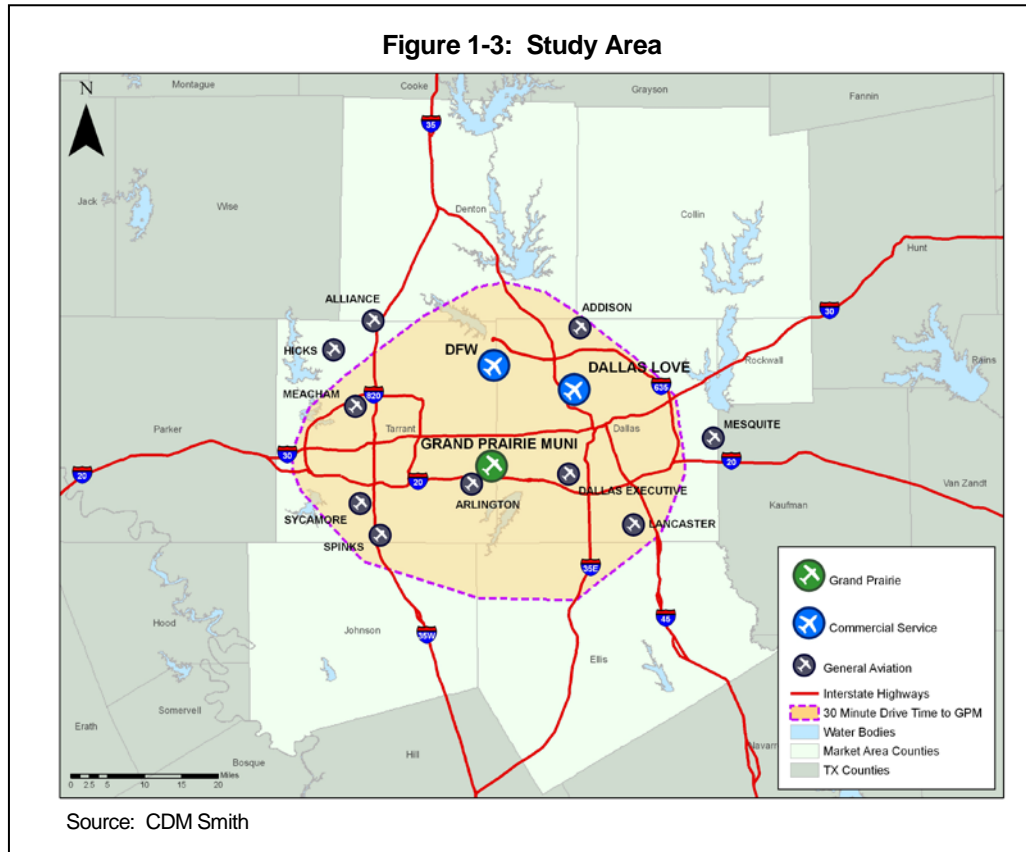 Figure 1-3: Study Area
N
Montague
Cooke
Grayson
Fannin
35
Jack
Wise
Denton
Collin
Hunt
ALLIANCE
ADDISON
30
HICKS
DFW
DALLAS LOVE
Rockwall
Rains
MEACHAM
820
635
Parker
Tarrant
Dallas
MESQUITE
GRAND PRAIRIE MUNI
30
20
20
20
ARLINGTON
DALLAS EXECUTIVE
Van Zandt
SYCAMORE
LANCASTER
Kaufman
SPINKS
35E
Hood
Johnson
35W
45
Ellis
Somervell
Erath
Bosque
Hill
Navarr
Grand Prairie
Commercial Service
General Aviation
Interstate Highways
30 Minute Drive Time to GPM
Water Bodies
Market Area Counties
TX Counties
Miles
0 2.5 5 10 15 20
Source: CDM Smith